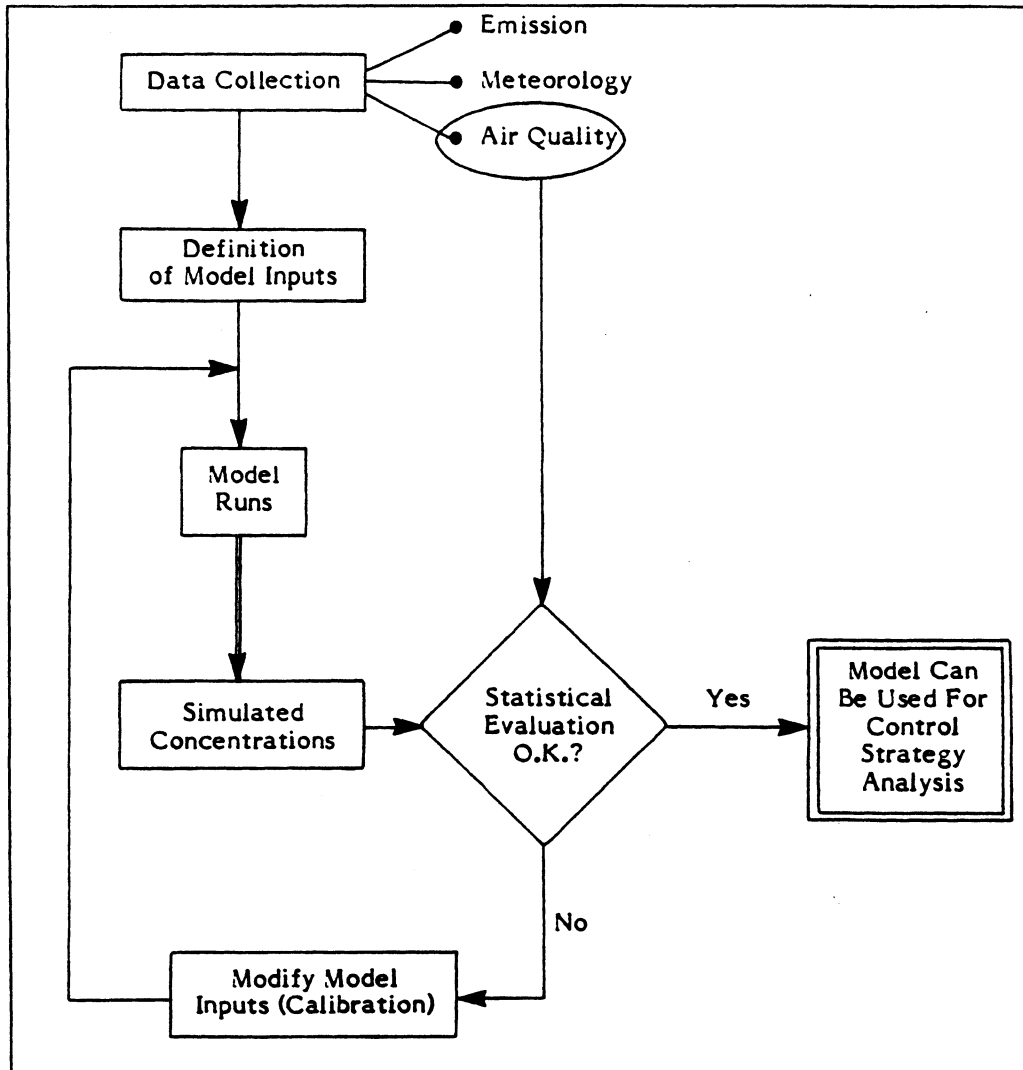 Emission
Data Collection
Meteorology
Air Quality
Definition
of Model Inputs
Model
Runs
Simulated
Concentrations
Statistical
Evaluation
O.K.?
Yes
Model Can
Be Used For
Control
Strategy
Analysis
No
Modify Model
Inputs (Calibration)